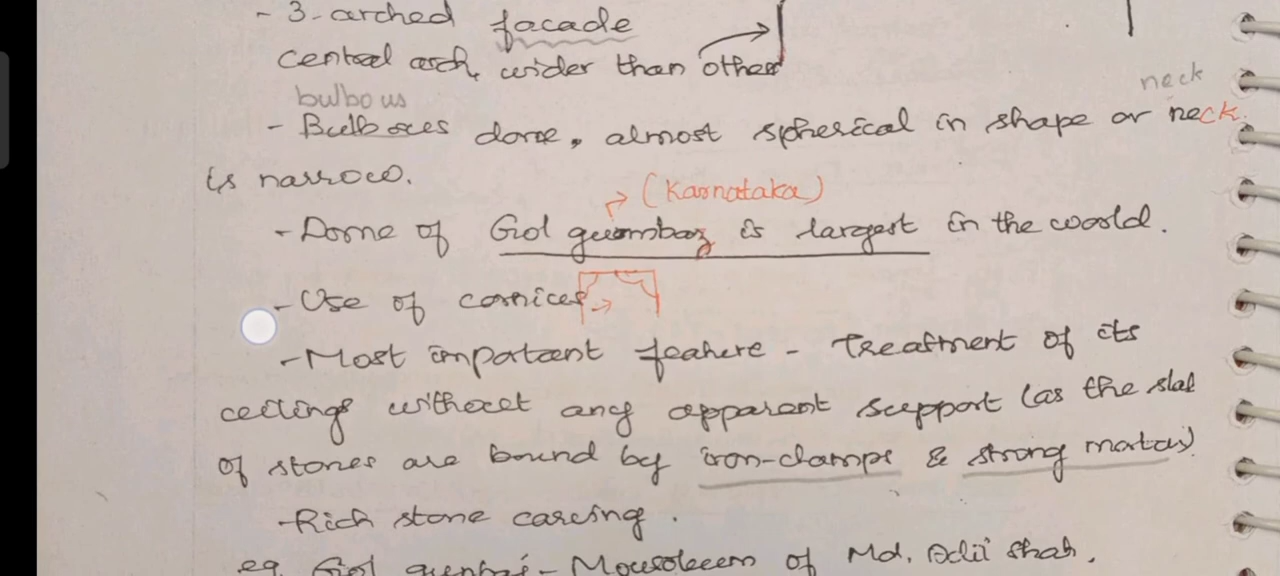 - 3-arched facade
central arch, wider than other
bulbous
neck
- Bulboses dome, almost spherical in shape or neck
is narrow.
→ (Karnataka)
- Dome of Gol gumbaz is largest in the world.
- Use of cornices →
- Most important feature - Treatment of its
ceilings without any apparent support (as the slab
of stones are bound by iron-clamps & strong mortar)
- Rich stone carving.
eg. Gol gumbaz - Mousoleum of Md. Adil shah.